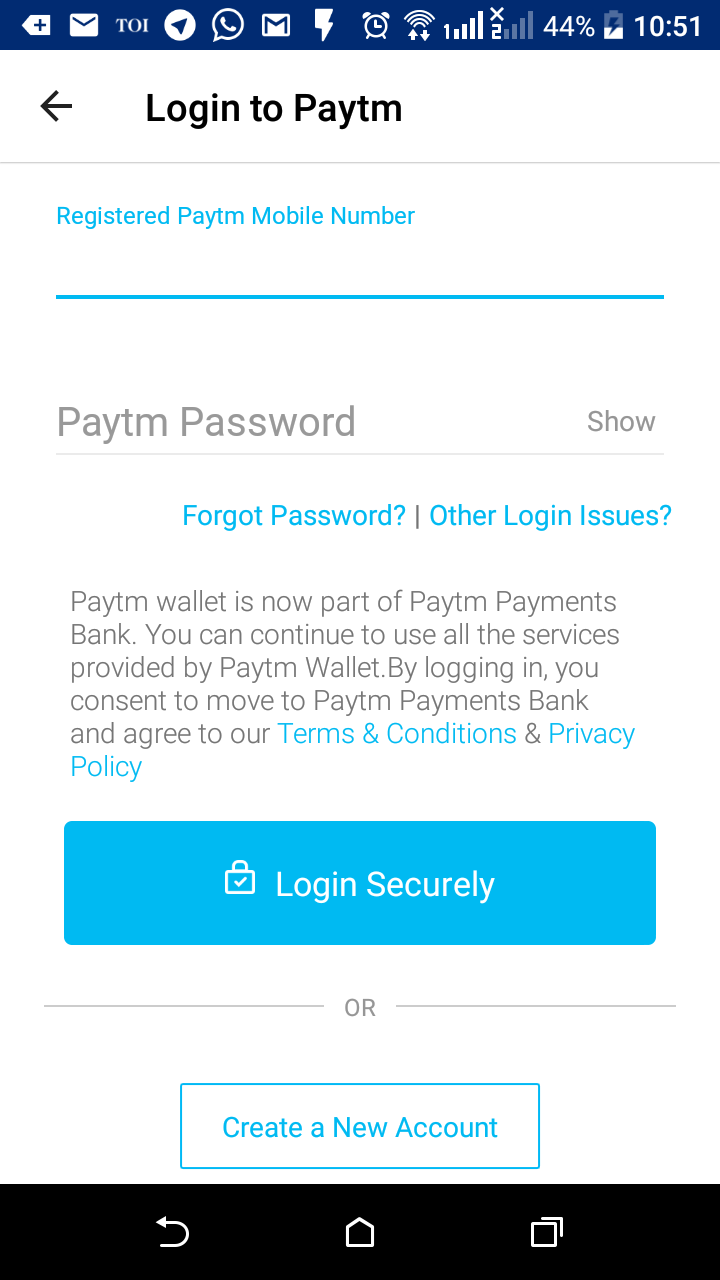 TOI 1 2 44% 10:51
Login to Paytm
Registered Paytm Mobile Number
Paytm Password Show
Forgot Password? | Other Login Issues?
Paytm wallet is now part of Paytm Payments
Bank. You can continue to use all the services
provided by Paytm Wallet.By logging in, you
consent to move to Paytm Payments Bank
and agree to our Terms & Conditions & Privacy
Policy
Login Securely
OR
Create a New Account